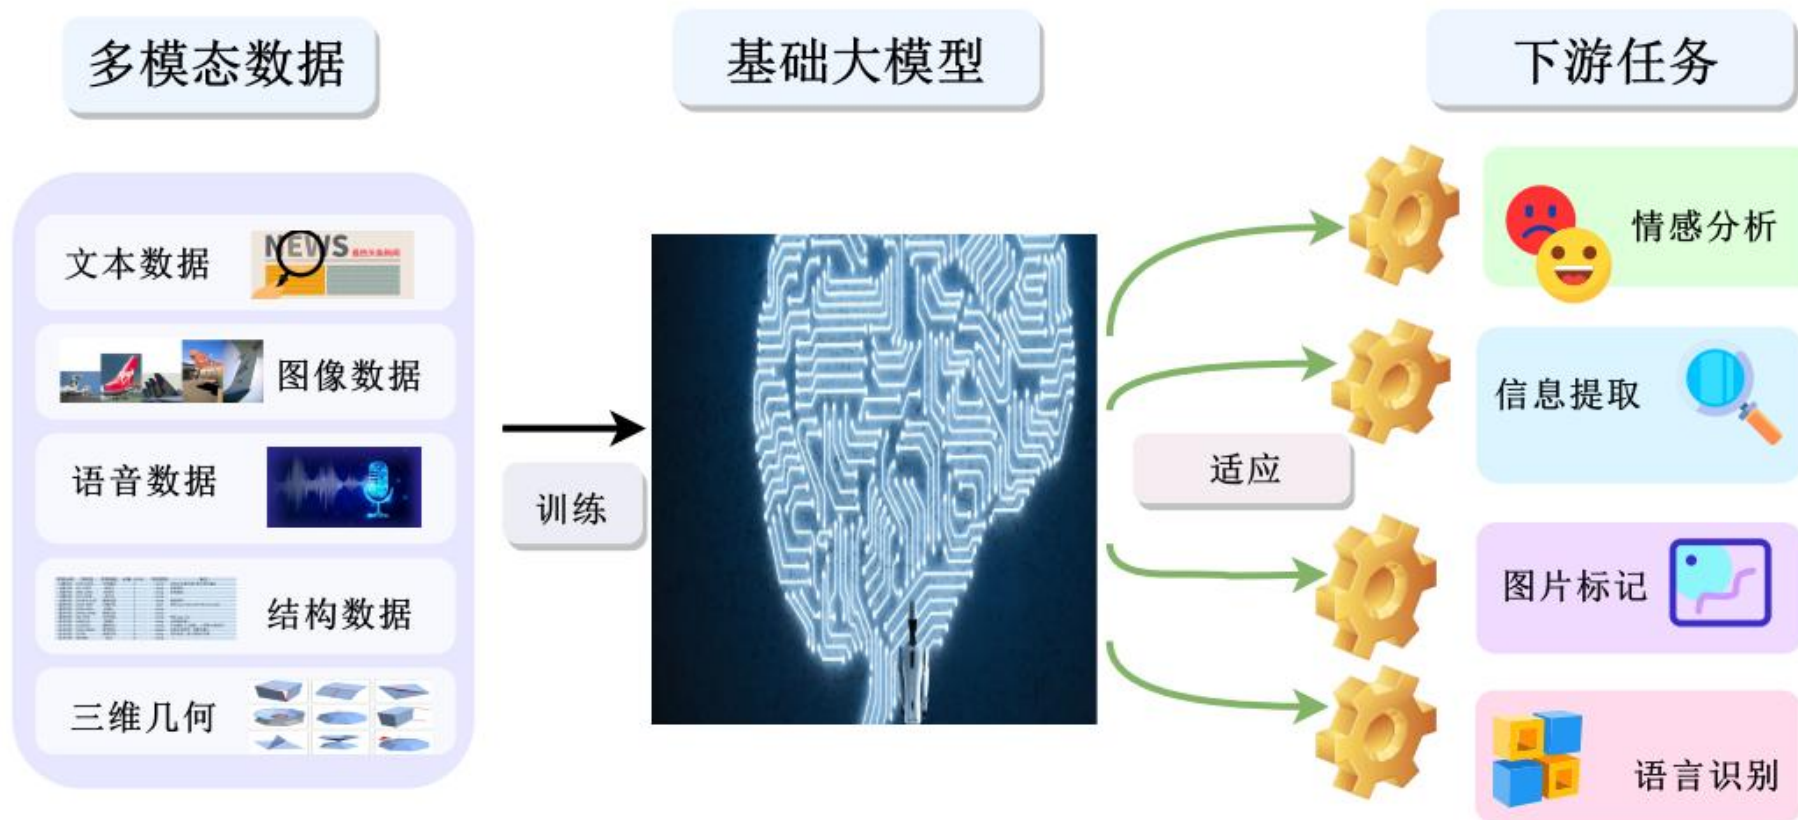 多模态数据
基础大模型
下游任务
文本数据
NEWS
图像数据
语音数据
结构数据
三维几何
训练
适应
情感分析
信息提取
图片标记
语言识别